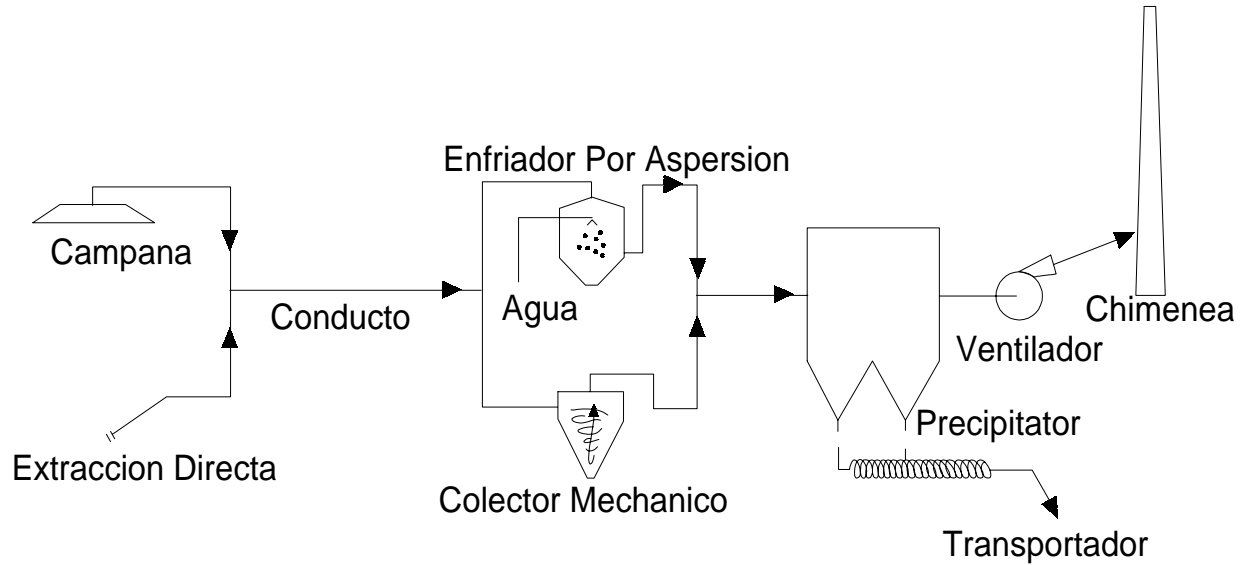 Enfriador Por Aspersion
Campana
Agua
Conducto
Chimenea
Ventilador
Precipitator
Extraccion Directa
Colector Mechanico
Transportador